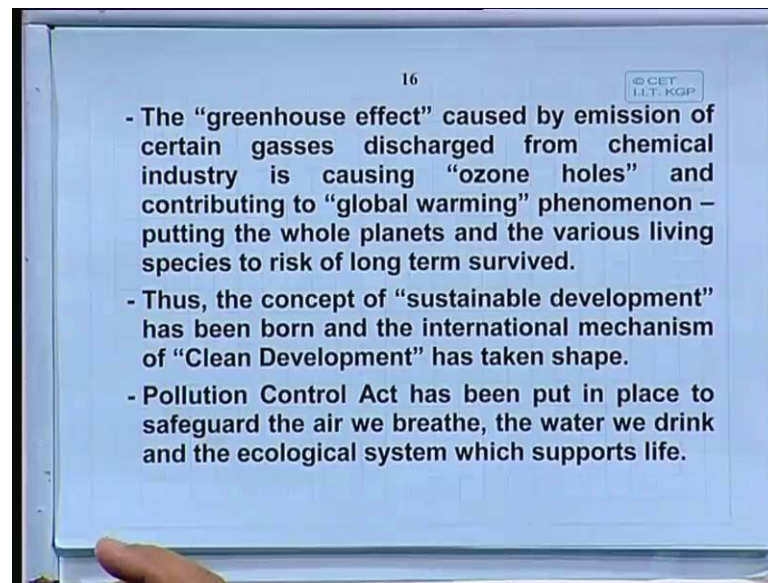 16
© CET
I.I.T. KGP
- The “greenhouse effect” caused by emission of
certain gasses discharged from chemical
industry is causing “ozone holes” and
contributing to “global warming” phenomenon –
putting the whole planets and the various living
species to risk of long term survived.
- Thus, the concept of “sustainable development”
has been born and the international mechanism
of “Clean Development” has taken shape.
- Pollution Control Act has been put in place to
safeguard the air we breathe, the water we drink
and the ecological system which supports life.